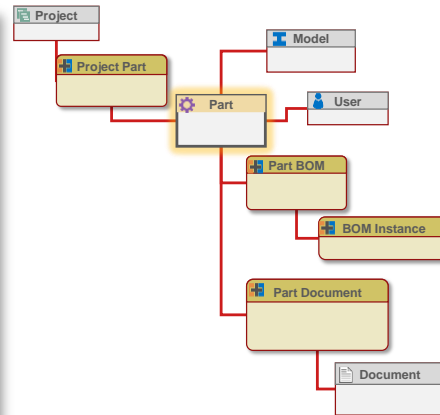 Project
Model
Project Part
Part
User
Part BOM
BOM Instance
Part Document
Document